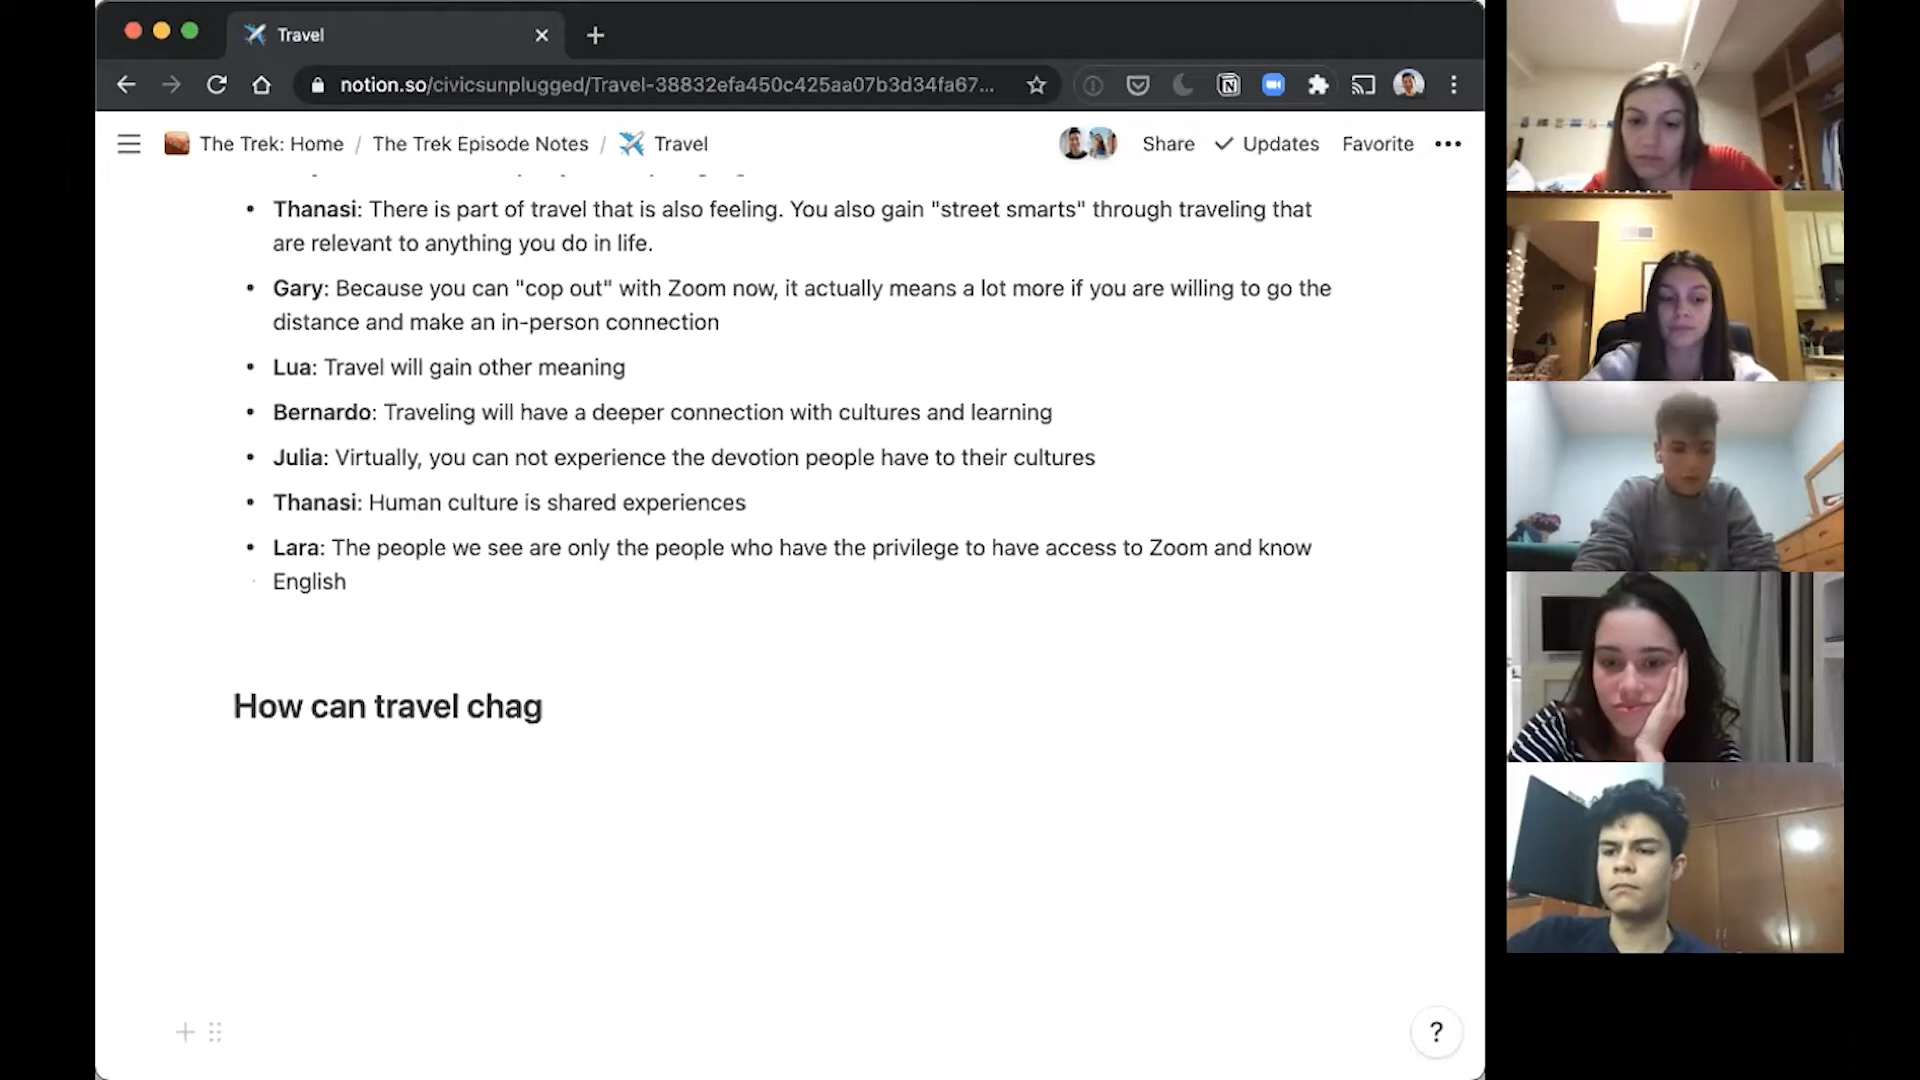 Travel
notion.so/civicsunplugged/Travel-38832efa450c425aa07b3d34fa67...
The Trek: Home / The Trek Episode Notes / Travel
Share Updates Favorite
• Thanasi: There is part of travel that is also feeling. You also gain "street smarts" through traveling that
are relevant to anything you do in life.
• Gary: Because you can "cop out" with Zoom now, it actually means a lot more if you are willing to go the
distance and make an in-person connection
• Lua: Travel will gain other meaning
• Bernardo: Traveling will have a deeper connection with cultures and learning
• Julia: Virtually, you can not experience the devotion people have to their cultures
• Thanasi: Human culture is shared experiences
• Lara: The people we see are only the people who have the privilege to have access to Zoom and know
English
How can travel chag
?